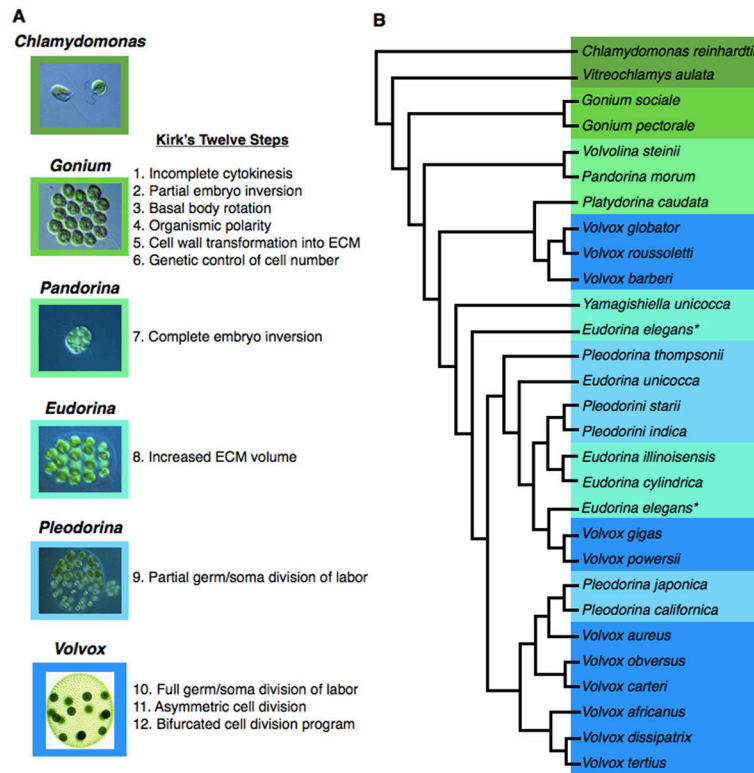 A
Chlamydomonas
Kirk's Twelve Steps
Gonium
1. Incomplete cytokinesis
2. Partial embryo inversion
3. Basal body rotation
4. Organismic polarity
5. Cell wall transformation into ECM
6. Genetic control of cell number
Pandorina
7. Complete embryo inversion
Eudorina
8. Increased ECM volume
Pleodorina
9. Partial germ/soma division of labor
Volvox
10. Full germ/soma division of labor
11. Asymmetric cell division
12. Bifurcated cell division program
B
Chlamydomonas reinhardtii
Vitreochlamys aulata
Gonium sociale
Gonium pectorale
Volvolina steinii
Pandorina morum
Platydorina caudata
Volvox globator
Volvox roussoletti
Volvox barberi
Yamagishiella unicocca
Eudorina elegans*
Pleodorina thompsonii
Eudorina unicocca
Pleodorini starii
Pleodorini indica
Eudorina illinoisensis
Eudorina cylindrica
Eudorina elegans*
Volvox gigas
Volvox powersii
Pleodorina japonica
Pleodorina californica
Volvox aureus
Volvox obversus
Volvox carteri
Volvox africanus
Volvox dissipatrix
Volvox tertius